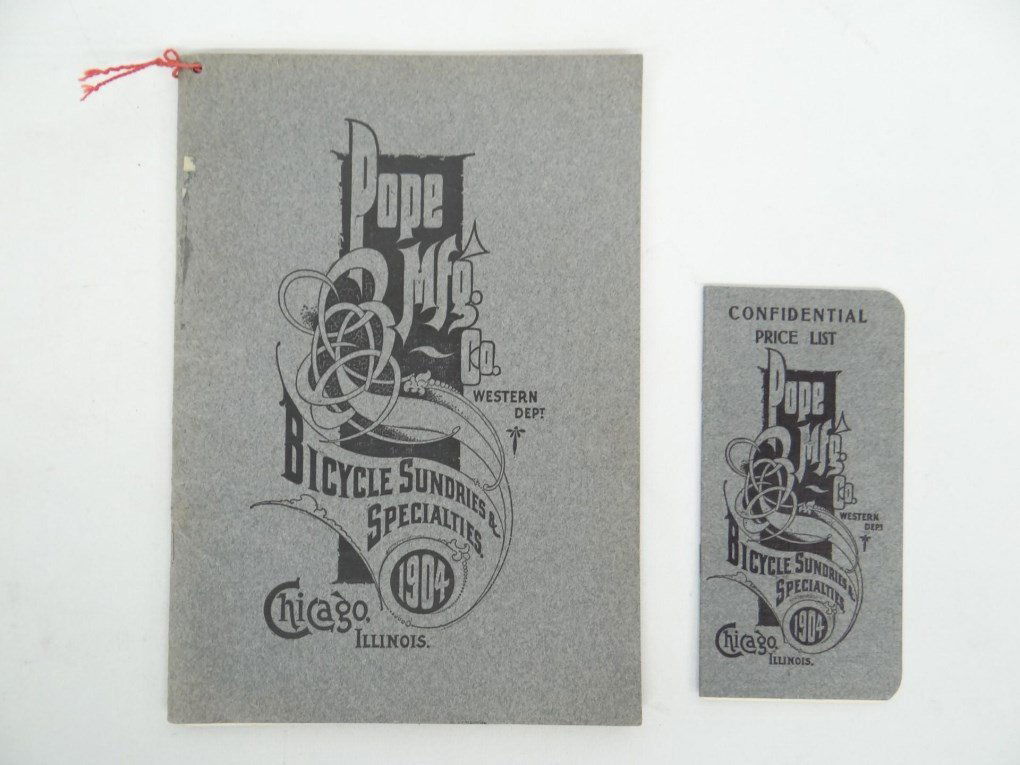 Pope
Mfg.
Co.
WESTERN
DEPT.
BICYCLE SUNDRIES &
SPECIALTIES.
1904
Chicago.
ILLINOIS.
CONFIDENTIAL
PRICE LIST
Pope
Mfg.
Co.
WESTERN
DEPT.
BICYCLE SUNDRIES &
SPECIALTIES.
1904
Chicago.
ILLINOIS.